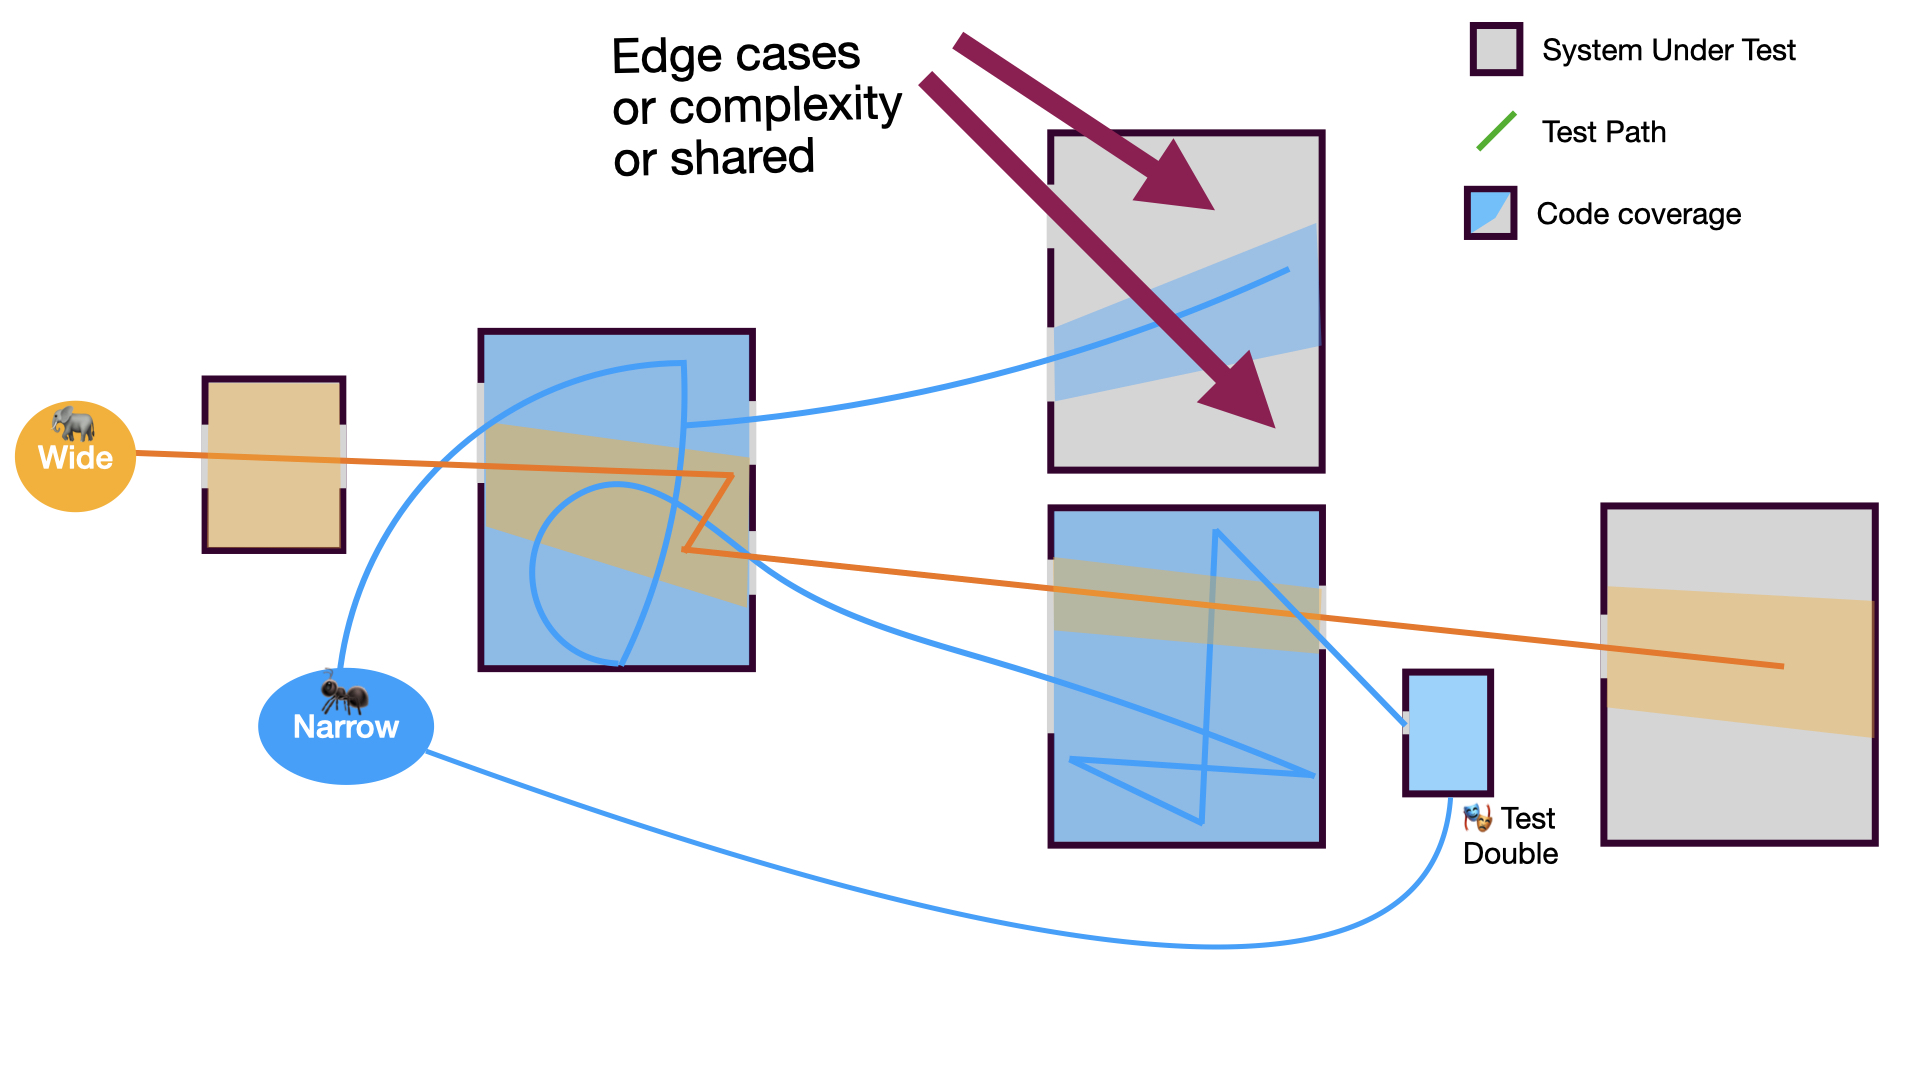 Edge cases
or complexity
or shared
System Under Test
Test Path
Code coverage
Wide
Narrow
Test
Double